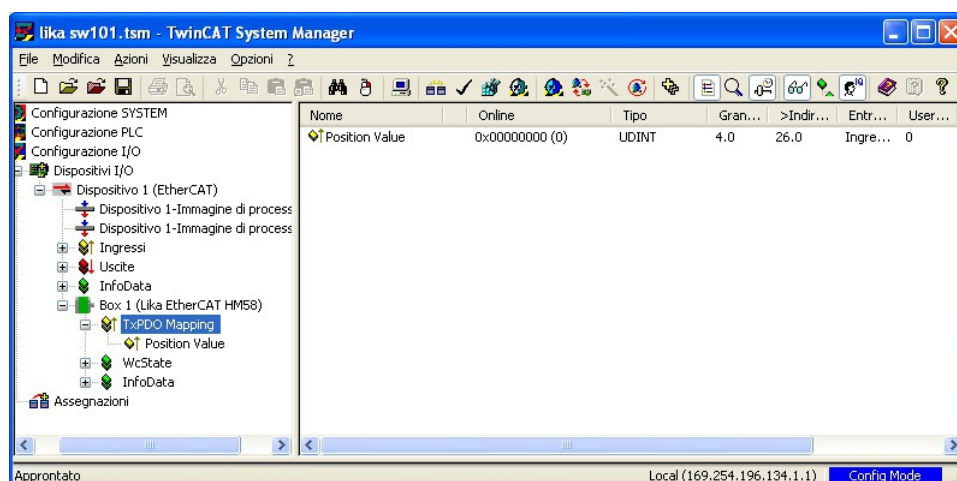 lika sw101.tsm - TwinCAT System Manager
File Modifica Azioni Visualizza Opzioni ?
Configurazione SYSTEM
Configurazione PLC
Configurazione I/O
Dispositivi I/O
Dispositivo 1 (EtherCAT)
Dispositivo 1-Immagine di process
Dispositivo 1-Immagine di process
Ingressi
Uscite
InfoData
Box 1 (Lika EtherCAT HM58)
TxPDO Mapping
Position Value
WcState
InfoData
Assegnazioni
Nome Online Tipo Gran... >Indir... Entr... User...
Position Value 0x00000000 (0) UDINT 4.0 26.0 Ingre... 0
Approntato Local (169.254.196.134.1.1) Config Mode